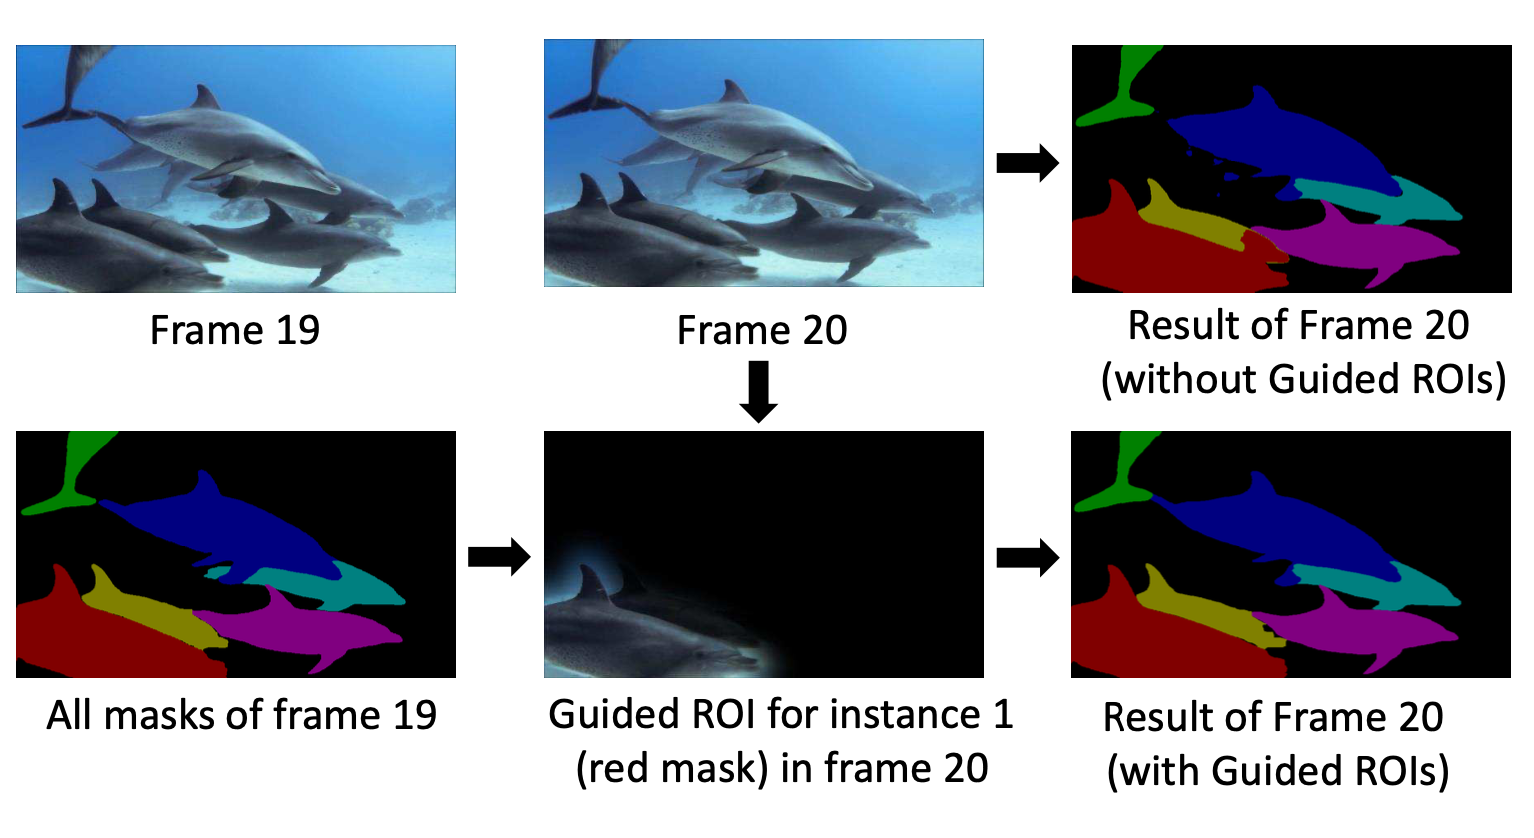 Frame 19
Frame 20
Result of Frame 20
(without Guided ROIs)
All masks of frame 19
Guided ROI for instance 1
(red mask) in frame 20
Result of Frame 20
(with Guided ROIs)